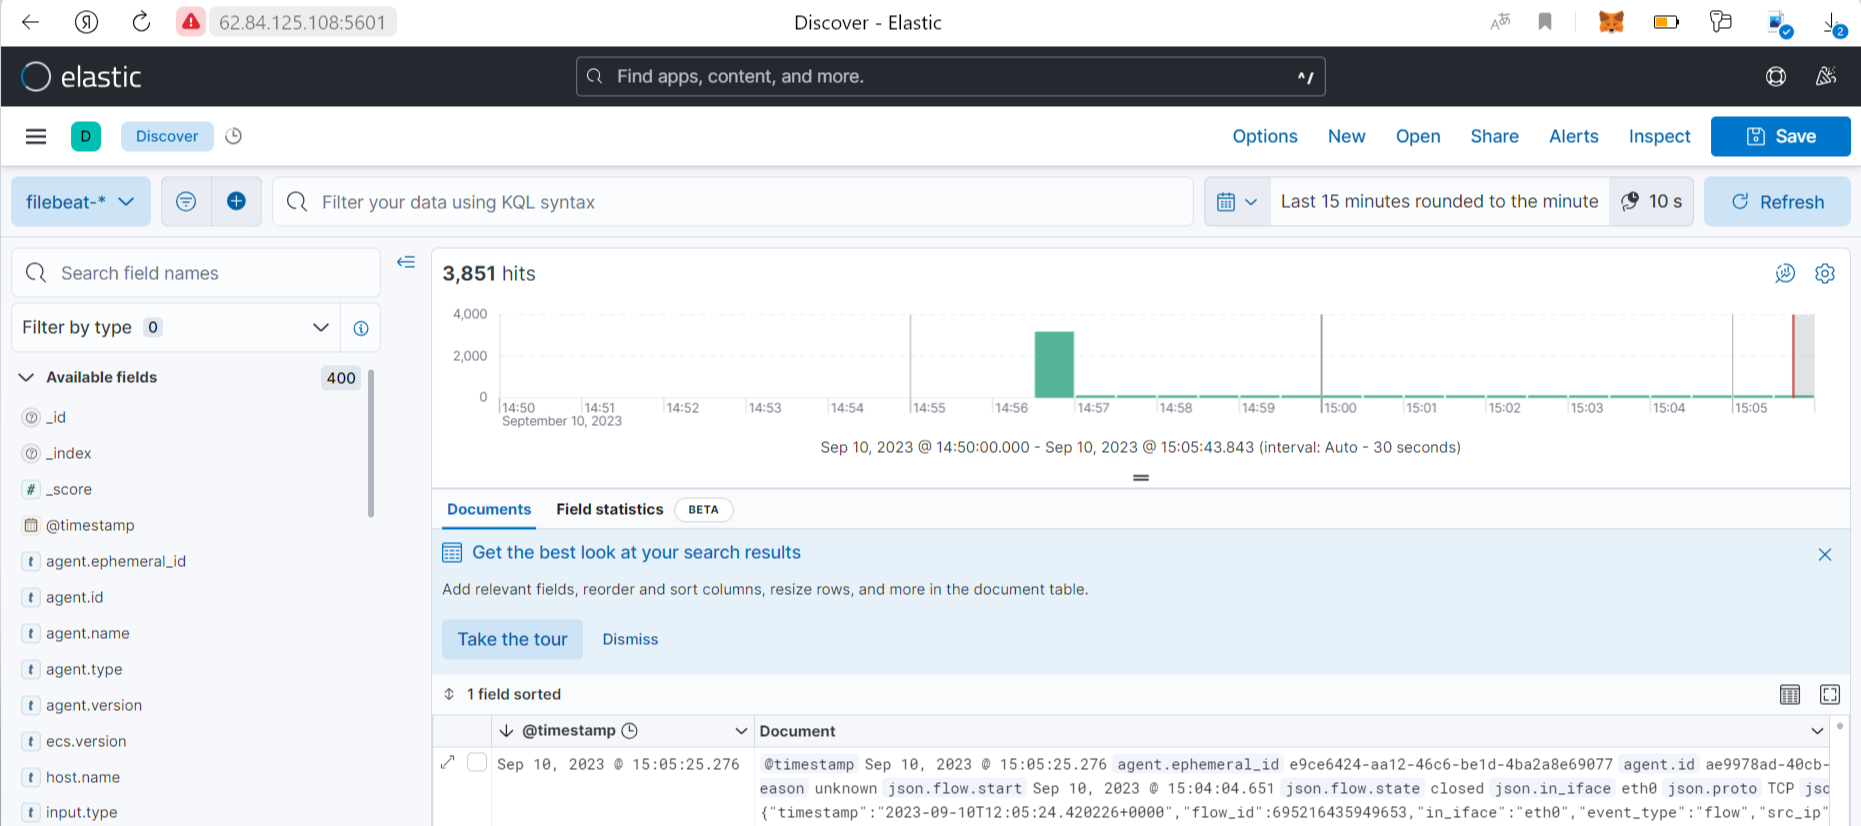 62.84.125.108:5601
Discover - Elastic
2
elastic
Find apps, content, and more.
^/
D
Discover
Options
New
Open
Share
Alerts
Inspect
Save
filebeat-*
Filter your data using KQL syntax
Last 15 minutes rounded to the minute
10 s
Refresh
Search field names
Filter by type 0
Available fields
400
_id
_index
_score
@timestamp
agent.ephemeral_id
agent.id
agent.name
agent.type
agent.version
ecs.version
host.name
input.type
3,851 hits
4,000
2,000
0
14:50 14:51 14:52 14:53 14:54 14:55 14:56 14:57 14:58 14:59 15:00 15:01 15:02 15:03 15:04 15:05
September 10, 2023
Sep 10, 2023 @ 14:50:00.000 - Sep 10, 2023 @ 15:05:43.843 (interval: Auto - 30 seconds)
Documents
Field statistics
BETA
Get the best look at your search results
Add relevant fields, reorder and sort columns, resize rows, and more in the document table.
Take the tour
Dismiss
1 field sorted
@timestamp
Document
Sep 10, 2023 @ 15:05:25.276
@timestamp Sep 10, 2023 @ 15:05:25.276 agent.ephemeral_id e9ce6424-aa12-46c6-be1d-4ba2a8e69077 agent.id ae9978ad-40cb-
eason unknown json.flow.start Sep 10, 2023 @ 15:04:04.651 json.flow.state closed json.in_iface eth0 json.proto TCP jsc
{"timestamp":"2023-09-10T12:05:24.420226+0000","flow_id":695216435949653,"in_iface":"eth0","event_type":"flow","src_ip"